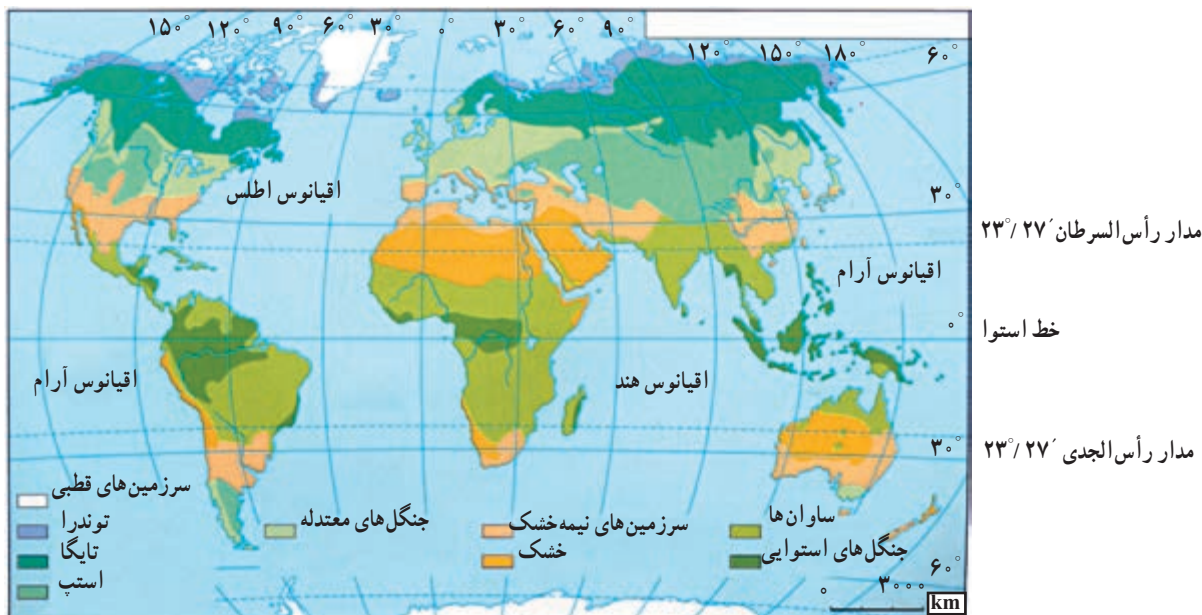 ۱۵۰° ۱۲۰° ۹۰° ۶۰° ۳۰° ۰° ۳۰° ۶۰° ۹۰°
۱۲۰° ۱۵۰° ۱۸۰° ۶۰°
اقیانوس اطلس
۳۰°
مدار رأس‌السرطان ۲۷′ /۲۳°
اقیانوس آرام
۰°
خط استوا
اقیانوس آرام
اقیانوس هند
۳۰°
مدار رأس‌الجدی ۲۷′ /۲۳°
سرزمین‌های قطبی
توندرا
تایگا
استپ
جنگل‌های معتدله
سرزمین‌های نیمه‌خشک
خشک
ساوان‌ها
جنگل‌های استوایی
۶۰°
۰ ۳۰۰۰
km